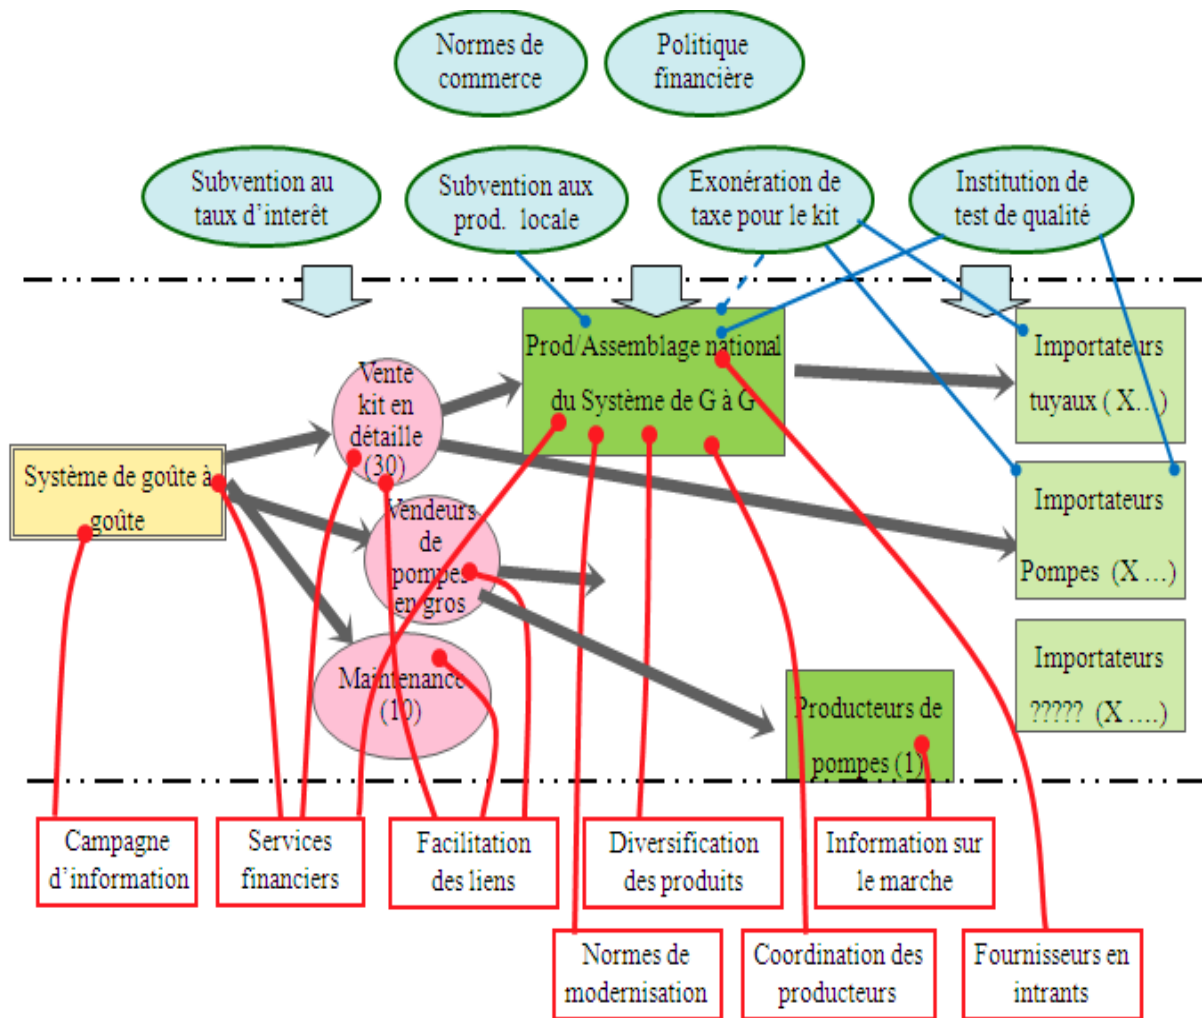 Normes de
commerce
Politique
financière
Subvention au
taux d’interêt
Subvention aux
prod. locale
Exonération de
taxe pour le kit
Institution de
test de qualité
Prod/Assemblage national
du Système de G à G
Importateurs
tuyaux ( X…)
Vente
kit en
détaille
(30)
Système de goûte à
goûte
Vendeurs
de
pompes
en gros
Importateurs
Pompes (X …)
Maintenance
(10)
Importateurs
????? (X ….)
Producteurs de
pompes (1)
Campagne
d’information
Services
financiers
Facilitation
des liens
Diversification
des produits
Information sur
le marche
Normes de
modernisation
Coordination des
producteurs
Fournisseurs en
intrants